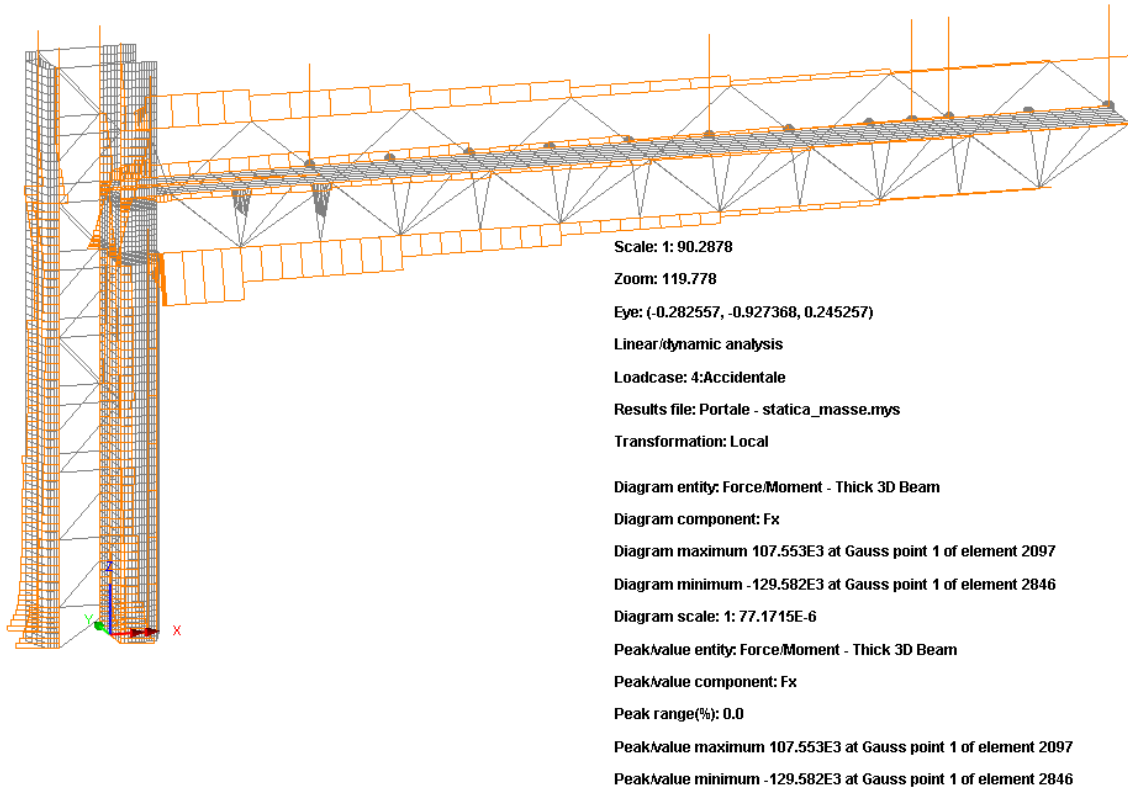 Scale: 1: 90.2878
Zoom: 119.778
Eye: (-0.282557, -0.927368, 0.245257)
Linear/dynamic analysis
Loadcase: 4:Accidentale
Results file: Portale - statica_masse.mys
Transformation: Local
Diagram entity: Force/Moment - Thick 3D Beam
Diagram component: Fx
Diagram maximum 107.553E3 at Gauss point 1 of element 2097
Diagram minimum -129.582E3 at Gauss point 1 of element 2846
Diagram scale: 1: 77.1715E-6
Peak/value entity: Force/Moment - Thick 3D Beam
Peak/value component: Fx
Peak range(%): 0.0
Peak/value maximum 107.553E3 at Gauss point 1 of element 2097
Peak/value minimum -129.582E3 at Gauss point 1 of element 2846
Z
Y
X